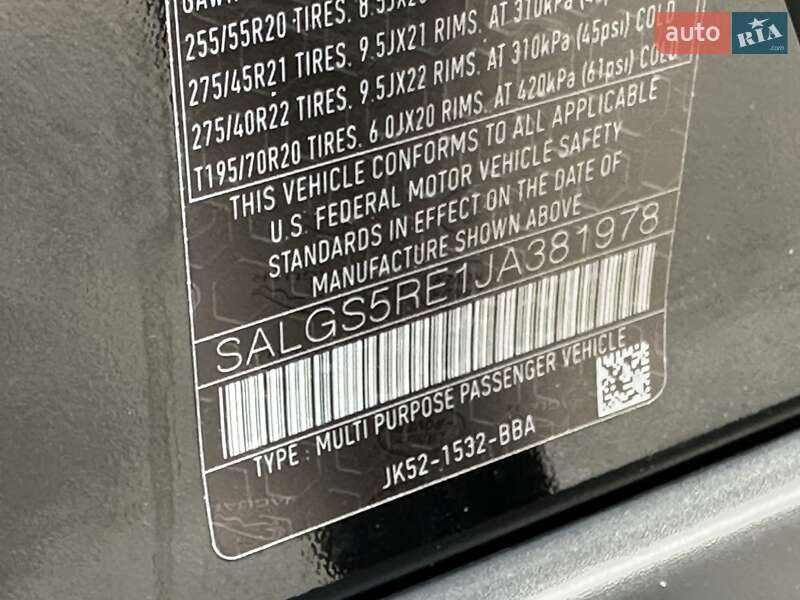 255/55R20 TIRES. 8.5JX20
275/45R21 TIRES. 9.5JX21 RIMS. AT 310kPa
275/40R22 TIRES. 9.5JX22 RIMS. AT 310kPa (45psi) COLD
T195/70R20 TIRES. 6.0JX20 RIMS. AT 420kPa (61psi) COLD
THIS VEHICLE CONFORMS TO ALL APPLICABLE
U.S. FEDERAL MOTOR VEHICLE SAFETY
STANDARDS IN EFFECT ON THE DATE OF
MANUFACTURE SHOWN ABOVE
SALGS5RE1JA381978
TYPE : MULTI PURPOSE PASSENGER VEHICLE
JK52-1532-BBA
auto RIA .com